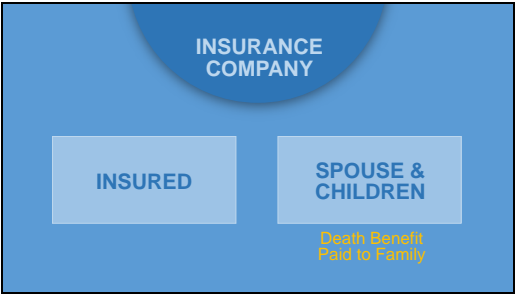 INSURANCE
COMPANY
INSURED
SPOUSE &
CHILDREN
Death Benefit
Paid to Family